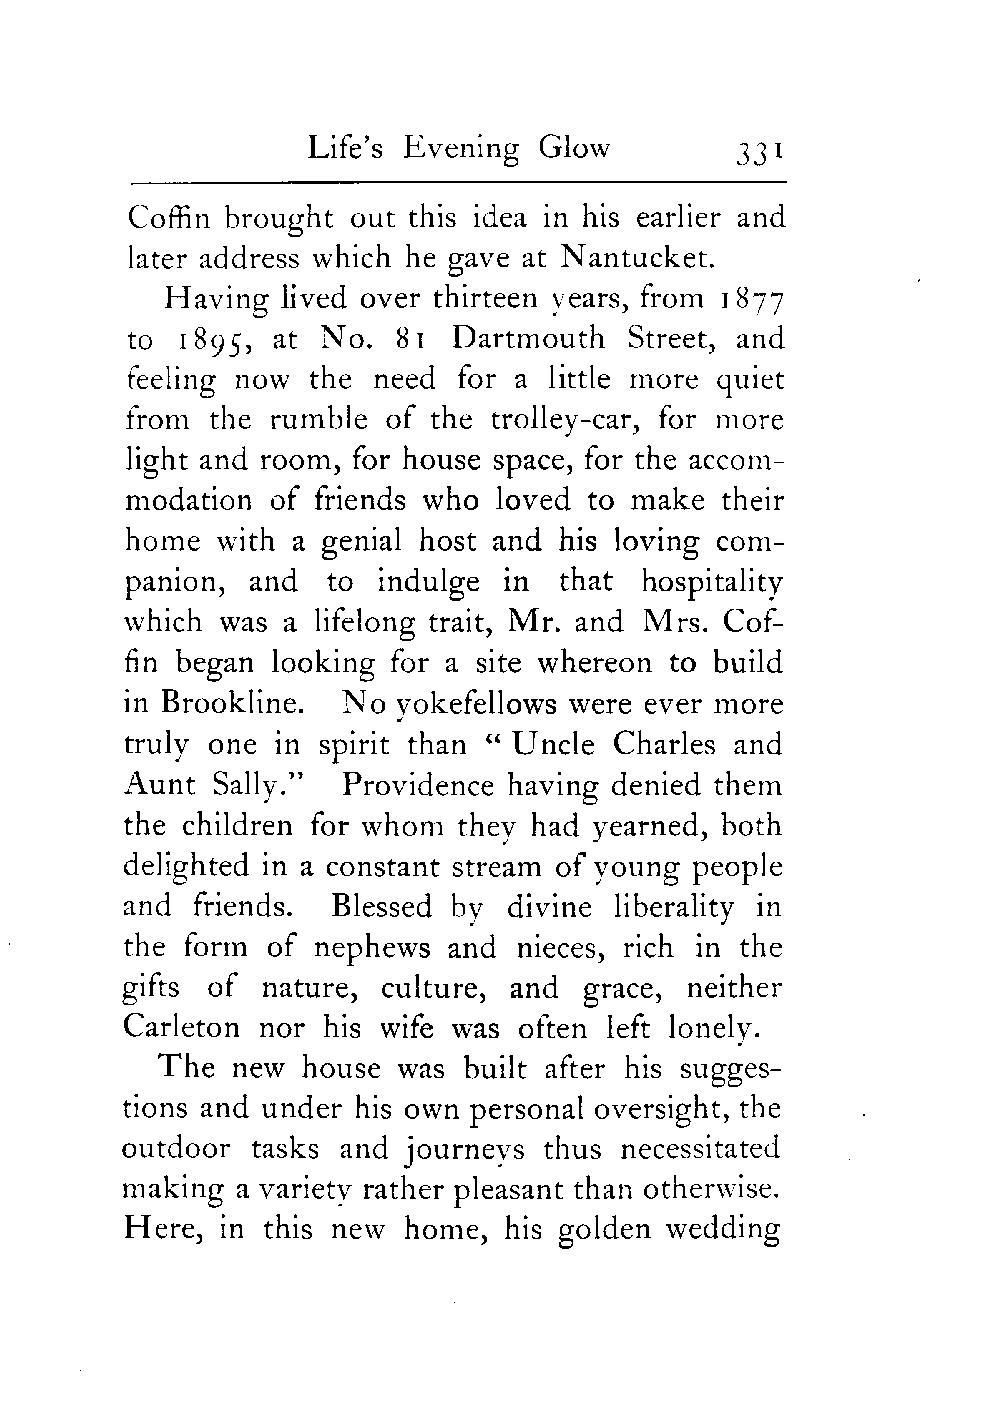 Life's Evening Glow 331
Coffin brought out this idea in his earlier and
later address which he gave at Nantucket.
Having lived over thirteen years, from 1877
to 1895, at No. 81 Dartmouth Street, and
feeling now the need for a little more quiet
from the rumble of the trolley-car, for more
light and room, for house space, for the accom-
modation of friends who loved to make their
home with a genial host and his loving com-
panion, and to indulge in that hospitality
which was a lifelong trait, Mr. and Mrs. Cof-
fin began looking for a site whereon to build
in Brookline. No yokefellows were ever more
truly one in spirit than "Uncle Charles and
Aunt Sally." Providence having denied them
the children for whom they had yearned, both
delighted in a constant stream of young people
and friends. Blessed by divine liberality in
the form of nephews and nieces, rich in the
gifts of nature, culture, and grace, neither
Carleton nor his wife was often left lonely.
The new house was built after his sugges-
tions and under his own personal oversight, the
outdoor tasks and journeys thus necessitated
making a variety rather pleasant than otherwise.
Here, in this new home, his golden wedding